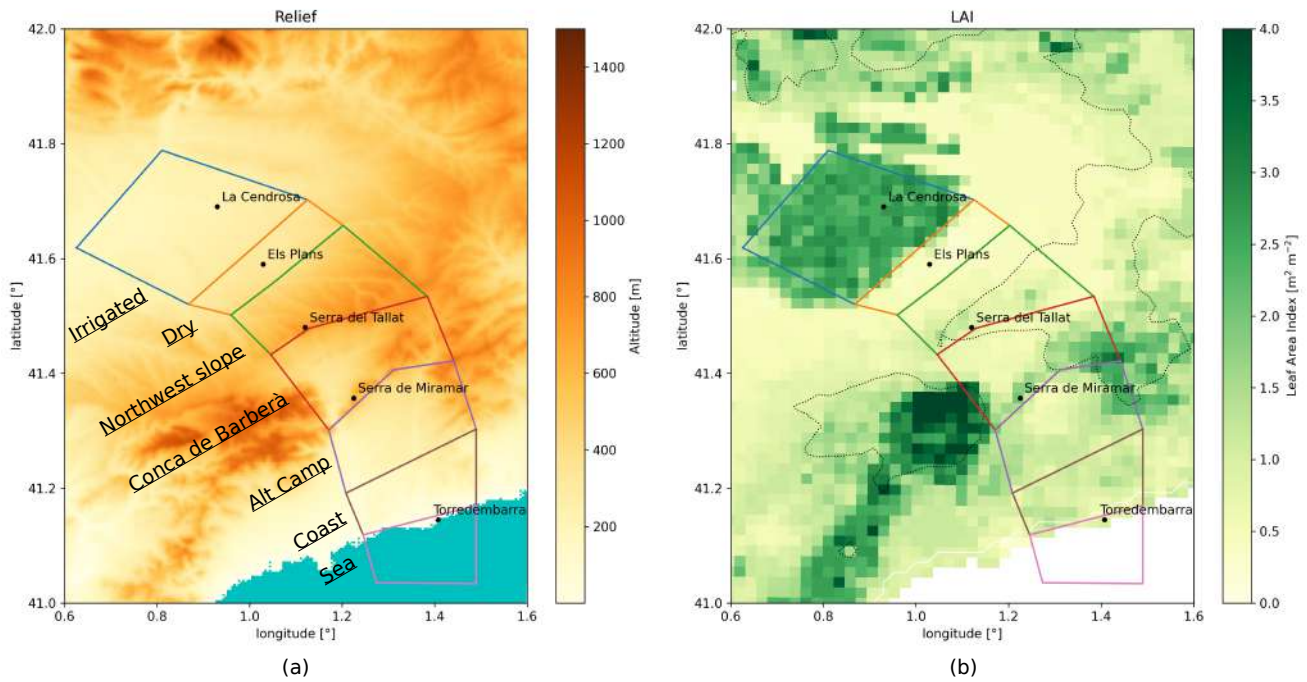 Relief
42.0
41.8
41.6
41.4
41.2
41.0
latitude [°]
0.6
0.8
1.0
1.2
1.4
1.6
longitude [°]
La Cendrosa
Els Plans
Serra del Tallat
Serra de Miramar
Torredembarra
Irrigated
Dry
Northwest slope
Conca de Barberà
Alt Camp
Coast
Sea
1400
1200
1000
800
600
400
200
Altitude [m]
(a)
LAI
42.0
41.8
41.6
41.4
41.2
41.0
latitude [°]
0.6
0.8
1.0
1.2
1.4
1.6
longitude [°]
La Cendrosa
Els Plans
Serra del Tallat
Serra de Miramar
Torredembarra
4.0
3.5
3.0
2.5
2.0
1.5
1.0
0.5
0.0
Leaf Area Index [m² m⁻²]
(b)